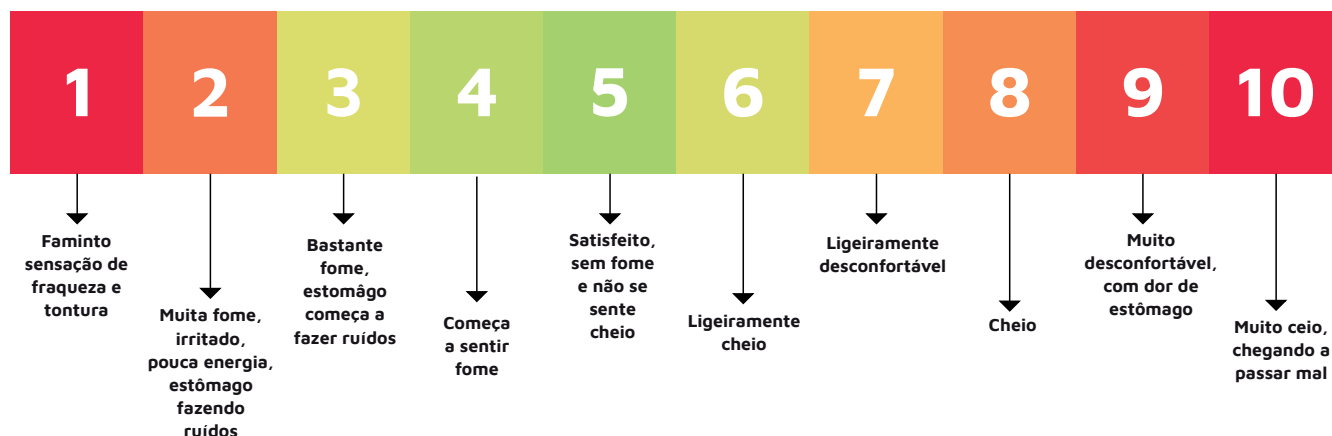 1
2
3
4
5
6
7
8
9
10
Faminto
sensação de
fraqueza e
tontura
Muita fome,
irritado,
pouca energia,
estômago
fazendo
ruídos
Bastante
fome,
estomâgo
começa a
fazer ruídos
Começa
a sentir
fome
Satisfeito,
sem fome
e não se
sente
cheio
Ligeiramente
cheio
Ligeiramente
desconfortável
Cheio
Muito
desconfortável,
com dor de
estômago
Muito ceio,
chegando a
passar mal